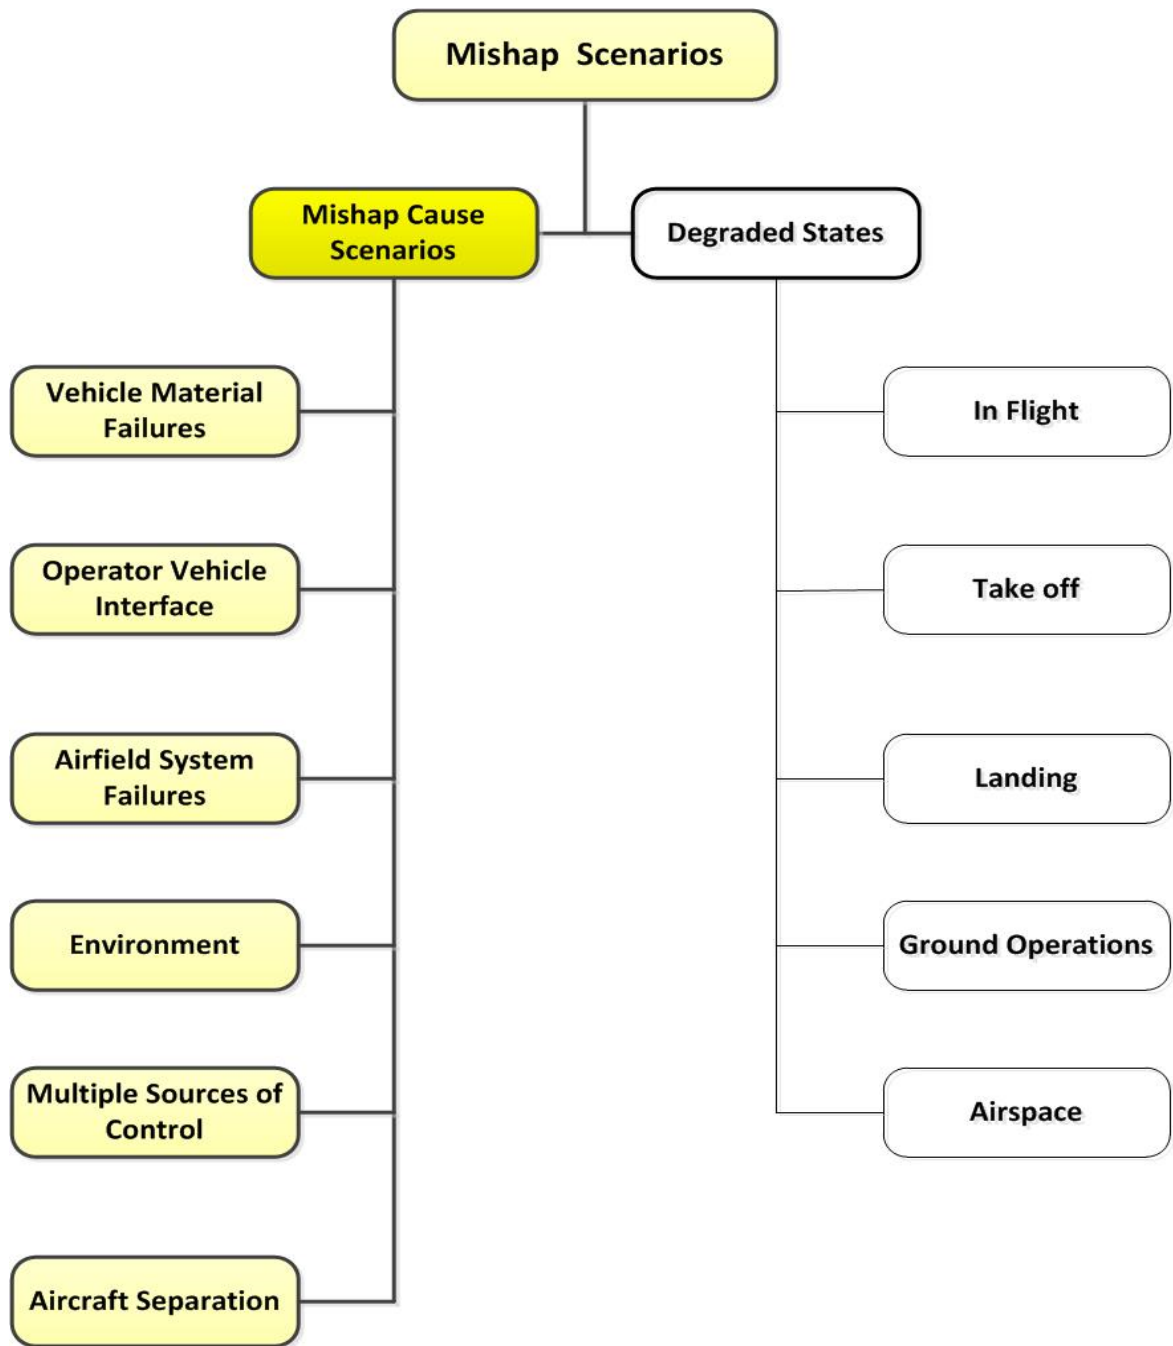 Mishap Scenarios
Mishap Cause
Scenarios
Degraded States
Vehicle Material
Failures
Operator Vehicle
Interface
Airfield System
Failures
Environment
Multiple Sources of
Control
Aircraft Separation
In Flight
Take off
Landing
Ground Operations
Airspace